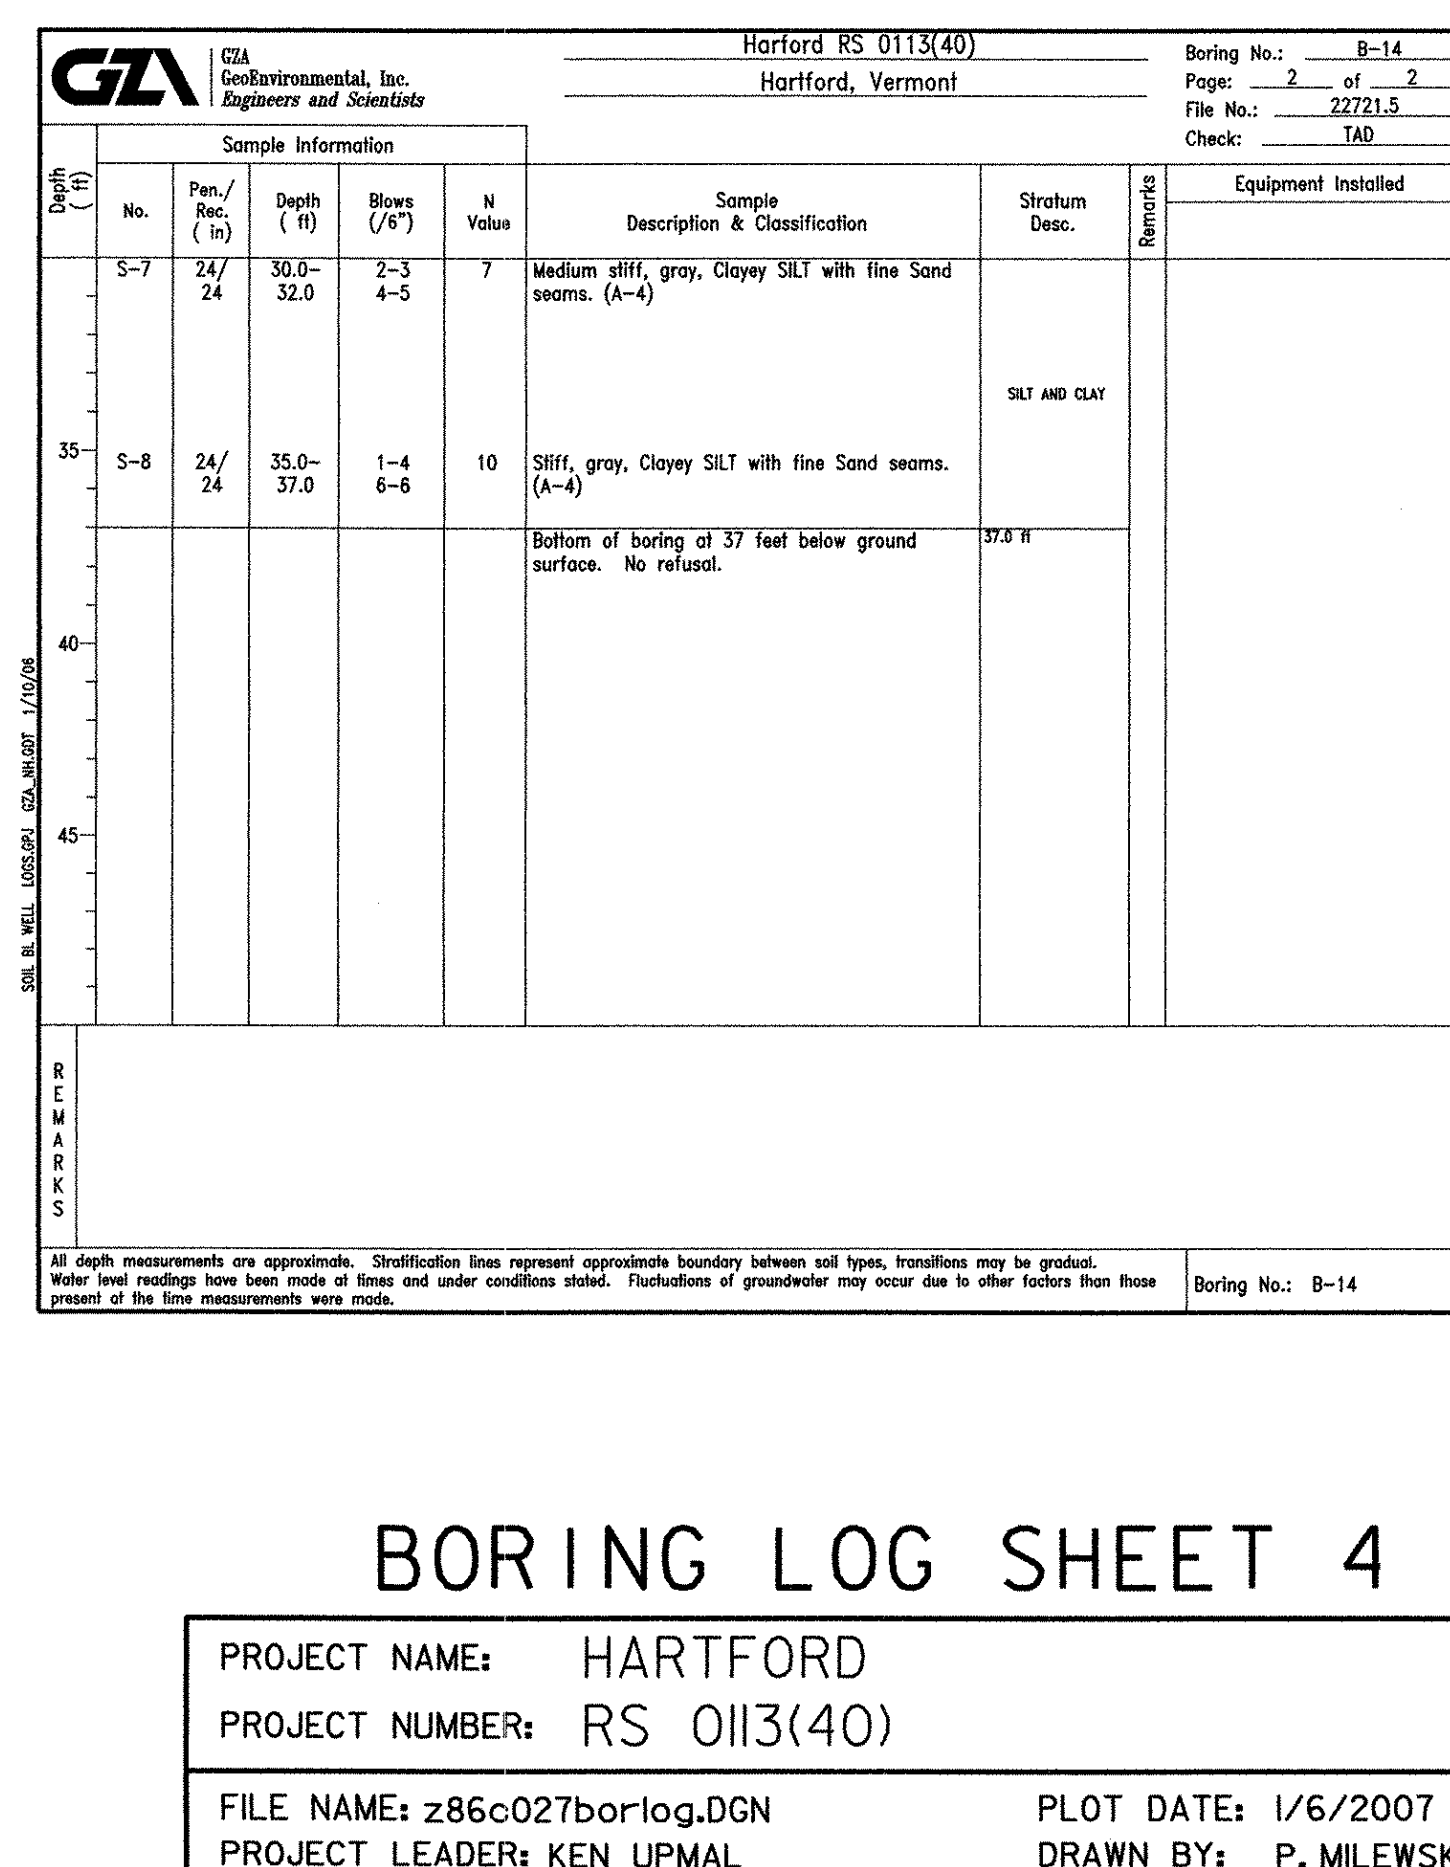 GZA
GZA
GeoEnvironmental, Inc.
Engineers and Scientists
Harford RS 0113(40)
Hartford, Vermont
Boring No.: B-14
Page: 2 of 2
File No.: 22721.5
Check: TAD
Depth
( ft)
Sample Information
No.
Pen./
Rec.
( in)
Depth
( ft)
Blows
(/6")
N
Value
Sample
Description & Classification
Stratum
Desc.
Remarks
Equipment Installed
S-7 24/ 30.0- 2-3 7 Medium stiff, gray, Clayey SILT with fine Sand
24 32.0 4-5 seams. (A-4)
SILT AND CLAY
35
S-8 24/ 35.0- 1-4 10 Stiff, gray, Clayey SILT with fine Sand seams.
24 37.0 6-6 (A-4)
Bottom of boring at 37 feet below ground 37.0 ft
surface. No refusal.
40
45
SOIL BL WELL LOGS.GPJ GZA_NH.GDT 1/10/06
REMARKS
All depth measurements are approximate. Stratification lines represent approximate boundary between soil types, transitions may be gradual.
Water level readings have been made at times and under conditions stated. Fluctuations of groundwater may occur due to other factors than those
present at the time measurements were made.
Boring No.: B-14
BORING LOG SHEET 4
PROJECT NAME: HARTFORD
PROJECT NUMBER: RS 0113(40)
FILE NAME: z86c027borlog.DGN PLOT DATE: 1/6/2007
PROJECT LEADER: KEN UPMAL DRAWN BY: P. MILEWSK